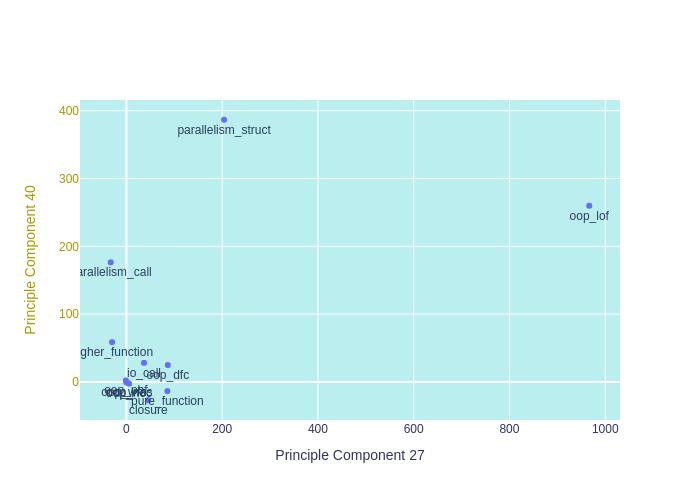 400
300
200
100
0
Principle Component 40
parallelism_struct
oop_lof
arallelism_call
gher_function
io_call
oop_dfc
pure_function
closure
0
200
400
600
800
1000
Principle Component 27